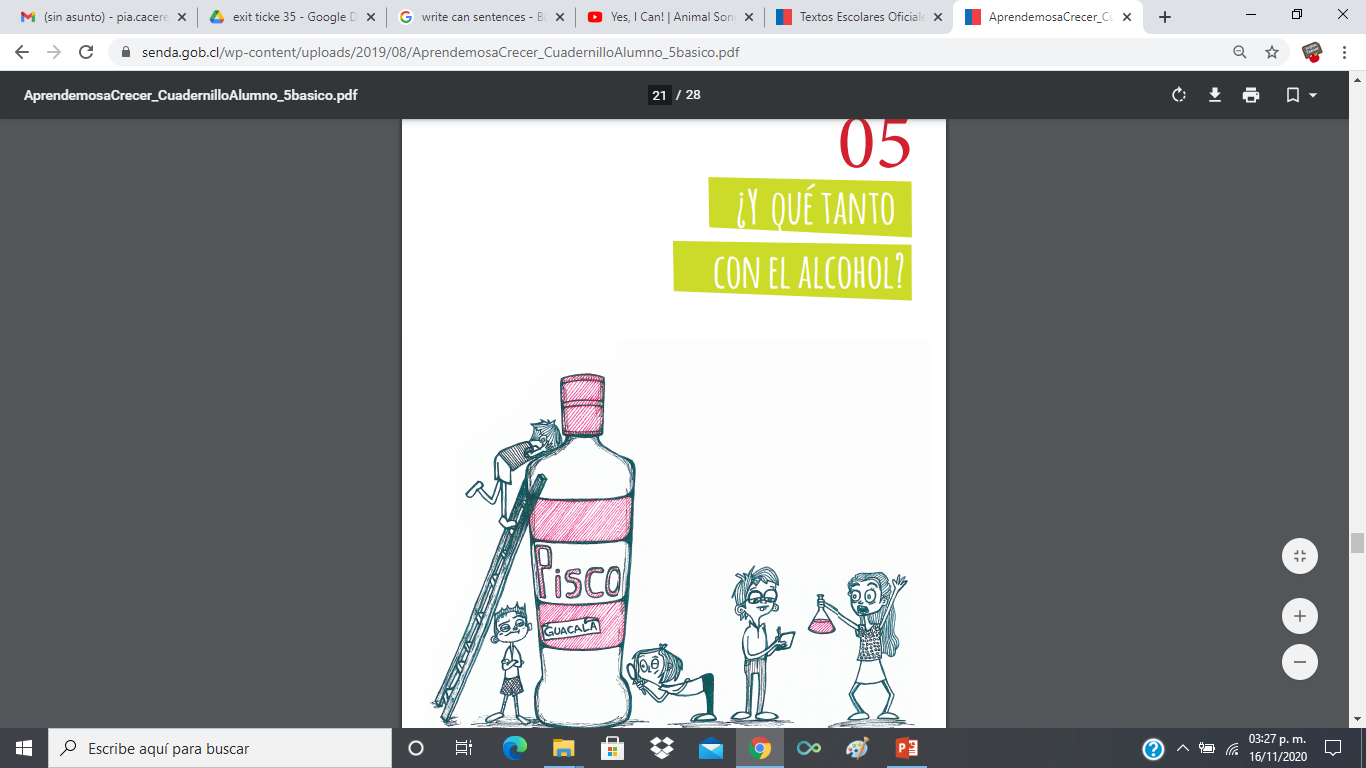 (sin asunto) - pia.cacere
exit ticke 35 - Google D
write can sentences - B
Yes, I Can! | Animal Son
Textos Escolares Oficiale
AprendemosaCrecer_Cu
senda.gob.cl/wp-content/uploads/2019/08/AprendemosaCrecer_CuadernilloAlumno_5basico.pdf
AprendemosaCrecer_CuadernilloAlumno_5basico.pdf
21 / 28
05
¿Y QUÉ TANTO
CON EL ALCOHOL?
PISCO
GUACALA
Escribe aquí para buscar
03:27 p. m.
16/11/2020